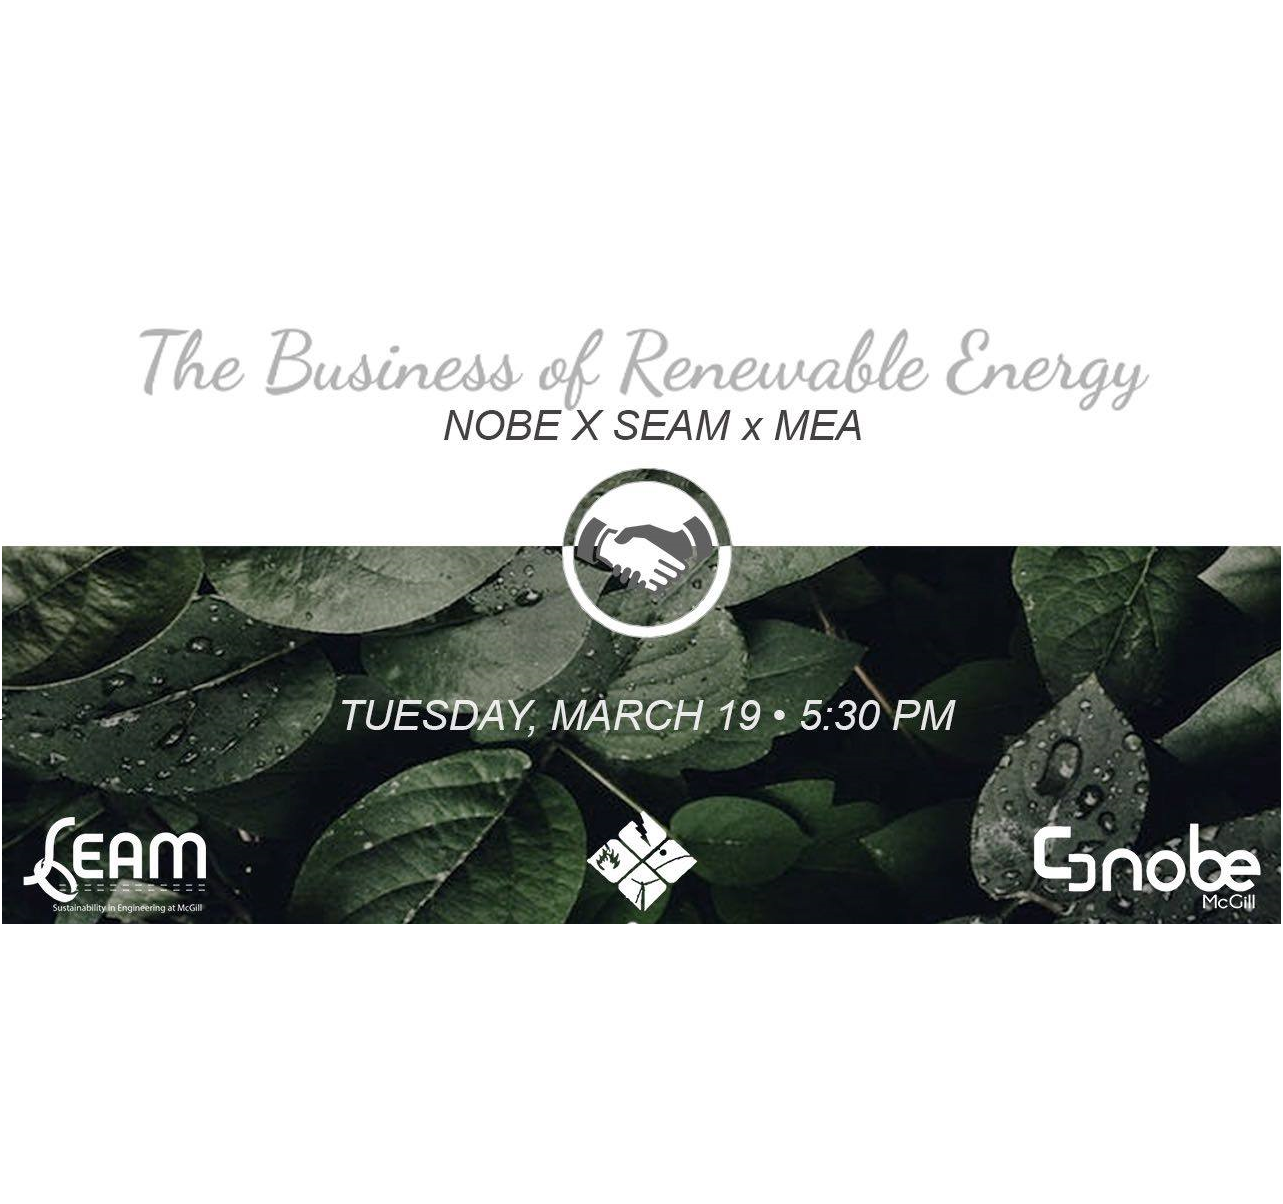 The Business of Renewable Energy
NOBE X SEAM x MEA
TUESDAY, MARCH 19 • 5:30 PM
SEAM
Sustainability in Engineering at McGill
nobe
McGill